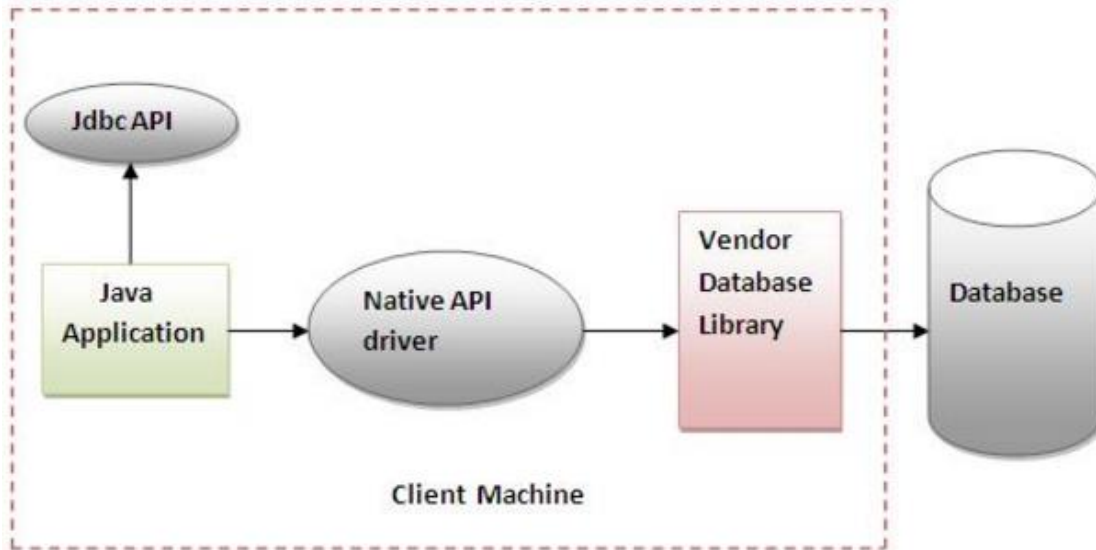 Jdbc API
Java
Application
Native API
driver
Vendor
Database
Library
Database
Client Machine